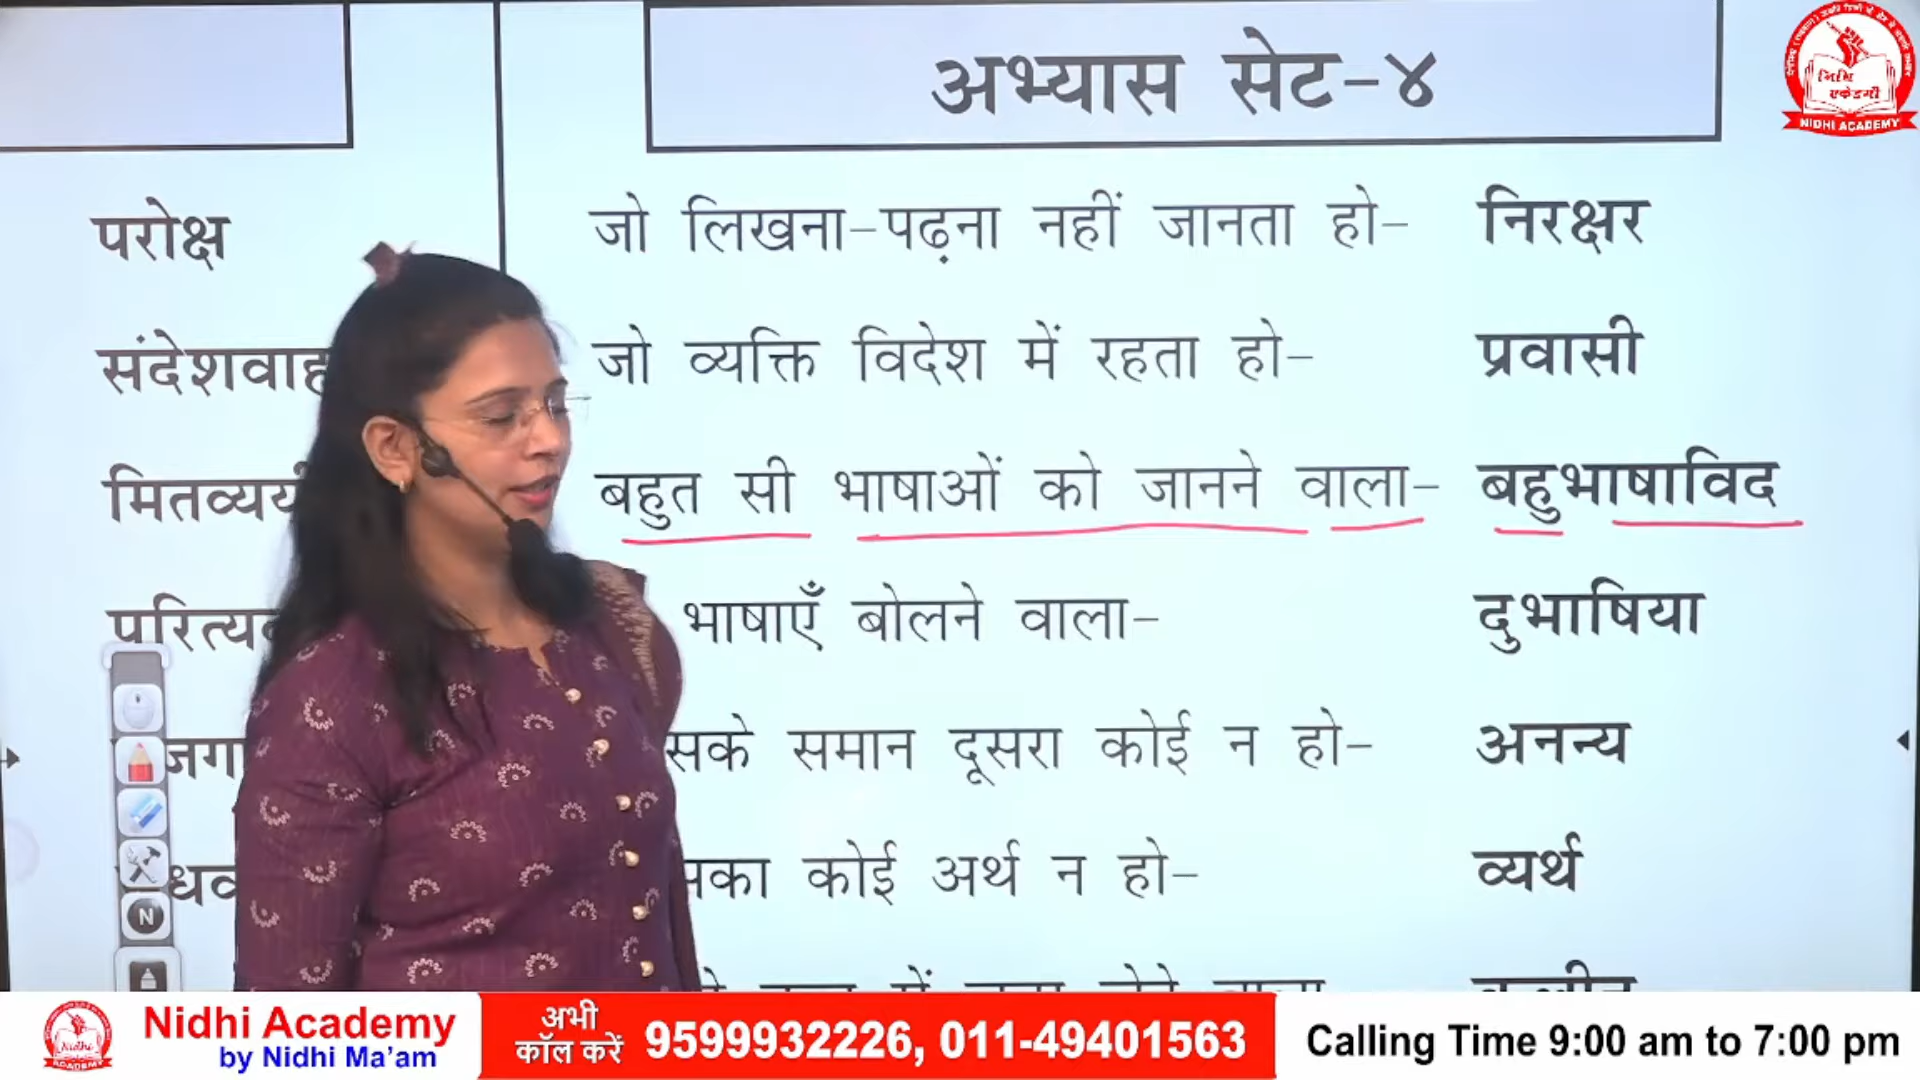 अभ्यास सेट-४
परोक्ष
जो लिखना-पढ़ना नहीं जानता हो- निरक्षर
जो व्यक्ति विदेश में रहता हो- प्रवासी
बहुत सी भाषाओं को जानने वाला- बहुभाषाविद
भाषाएँ बोलने वाला- दुभाषिया
समान दूसरा कोई न हो- अनन्य
कोई अर्थ न हो- व्यर्थ
N
NIDHI ACADEMY
Nidhi Academy
by Nidhi Ma'am
अभी
कॉल करें
9599932226, 011-49401563
Calling Time 9:00 am to 7:00 pm